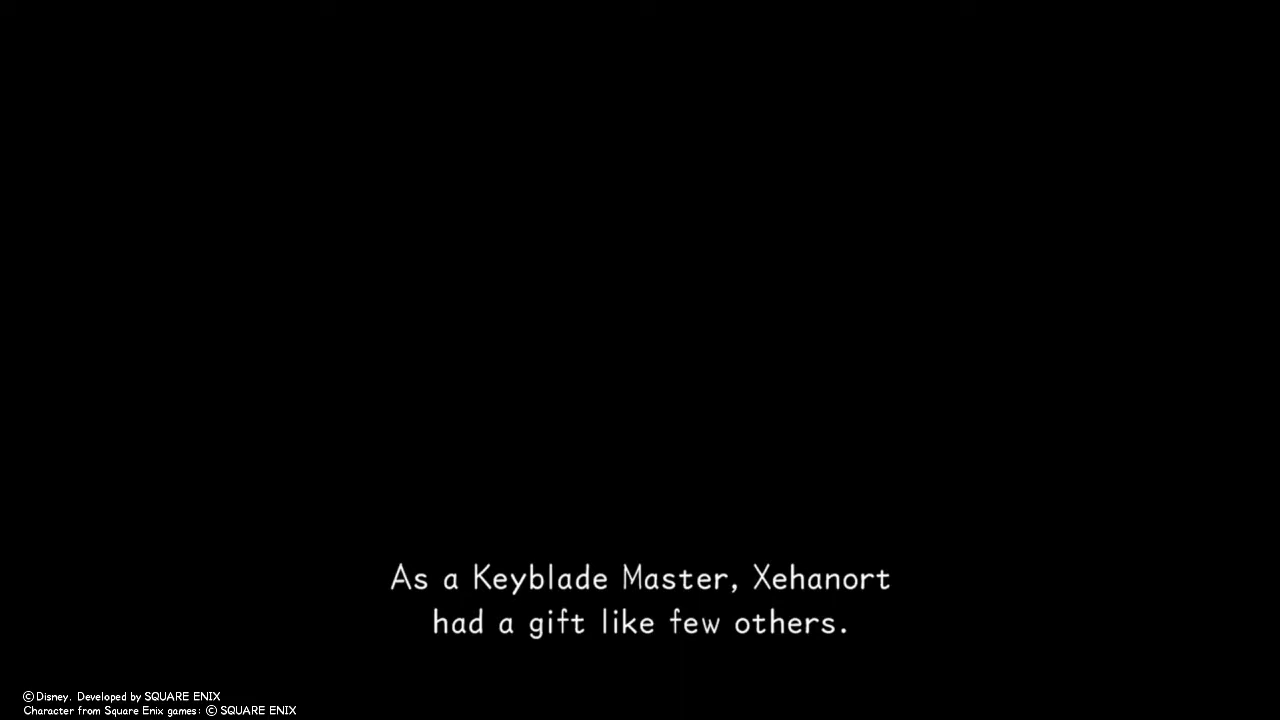 As a Keyblade Master, Xehanort
had a gift like few others.
©Disney. Developed by SQUARE ENIX
Character from Square Enix games: © SQUARE ENIX